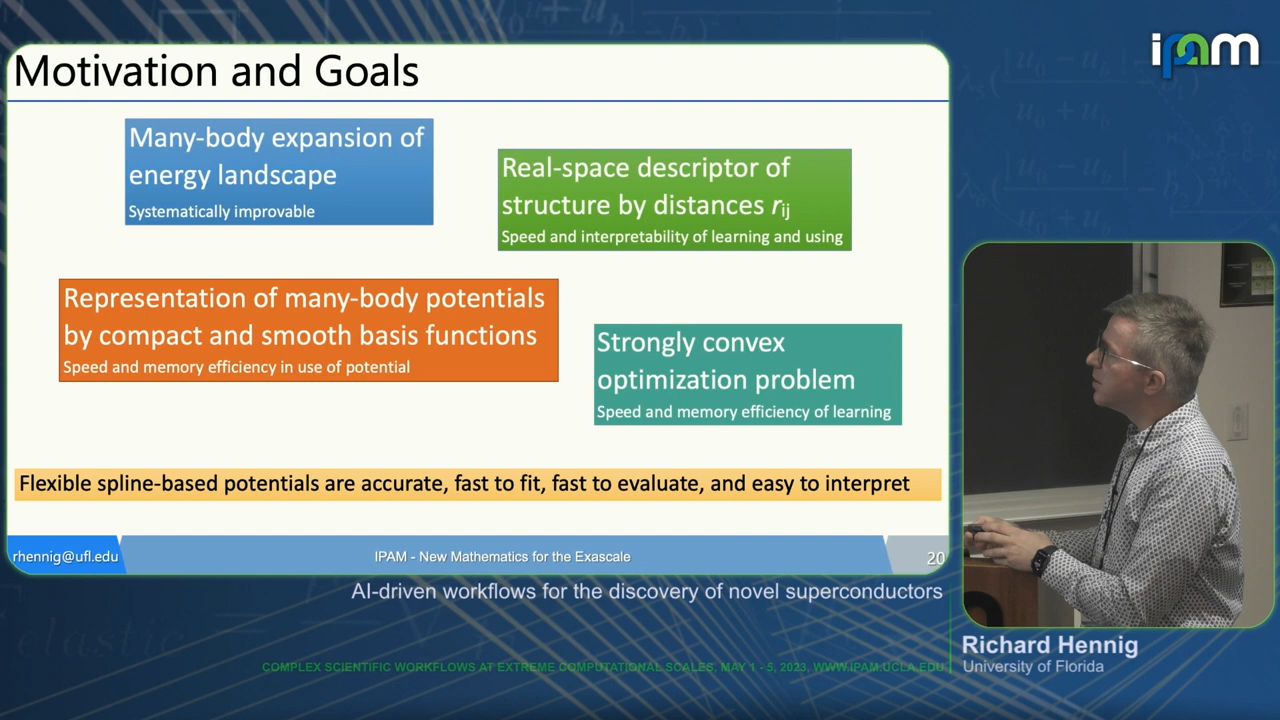 ipam
Motivation and Goals
Many-body expansion of
energy landscape
Systematically improvable
Real-space descriptor of
structure by distances rij
Speed and interpretability of learning and using
Representation of many-body potentials
by compact and smooth basis functions
Speed and memory efficiency in use of potential
Strongly convex
optimization problem
Speed and memory efficiency of learning
Flexible spline-based potentials are accurate, fast to fit, fast to evaluate, and easy to interpret
rhennig@ufl.edu
IPAM - New Mathematics for the Exascale
20
AI-driven workflows for the discovery of novel superconductors
Richard Hennig
University of Florida
COMPLEX SCIENTIFIC WORKFLOWS AT EXTREME COMPUTATIONAL SCALES, MAY 1 - 5, 2023, WWW.IPAM.UCLA.EDU
elastic